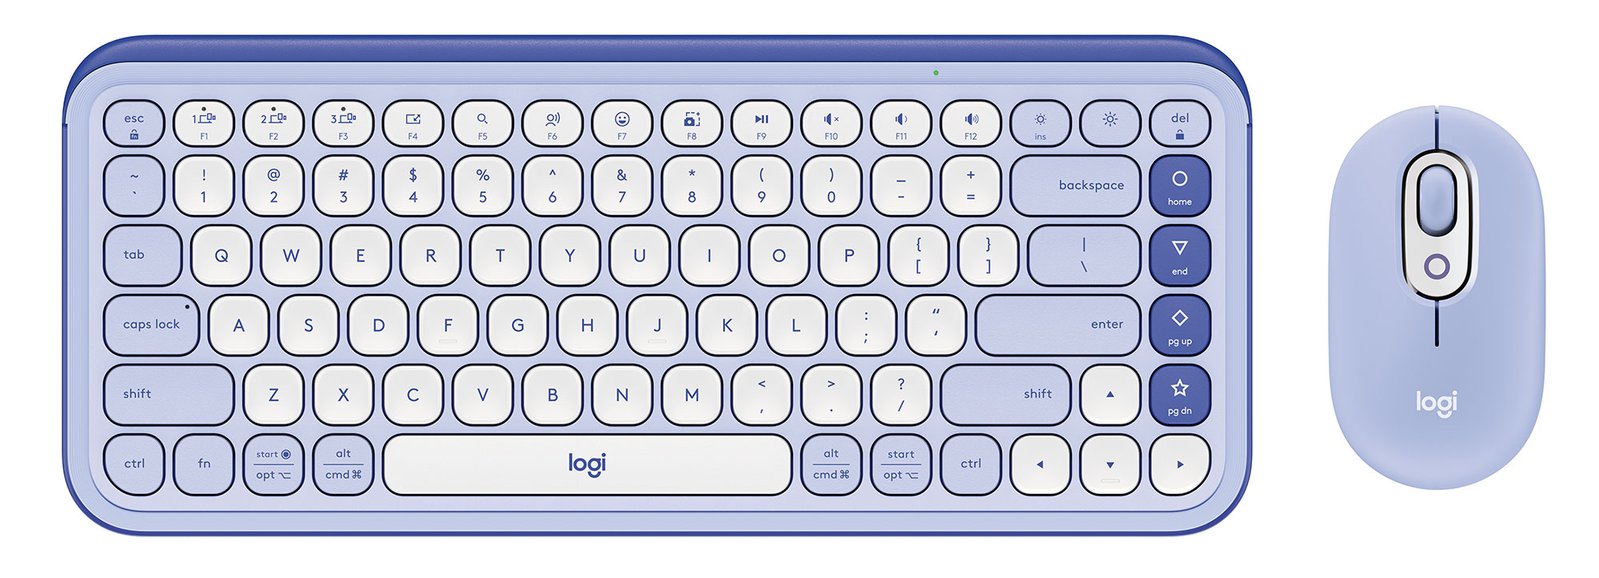 esc 1 2 3 ins del
F1 F2 F3 F4 F5 F6 F7 F8 F9 F10 F11 F12
~ ! @ # $ % ^ & * ( ) _ + backspace
` 1 2 3 4 5 6 7 8 9 0 - = home
tab Q W E R T Y U I O P { } |
[ ] \ end
caps lock A S D F G H J K L : “ enter
; ‘ pg up
shift Z X C V B N M < > ? shift
, . / pg dn
ctrl fn start alt logi alt start ctrl
opt ⌥ cmd ⌘ cmd ⌘ opt ⌥
logi